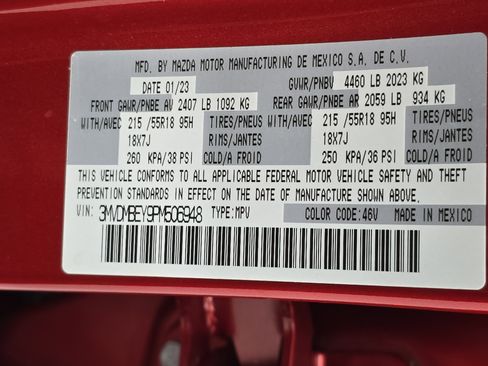 MFD. BY MAZDA MOTOR MANUFACTURING DE MEXICO S.A. DE C.V.
DATE 01/23 GVWR/PNBV 4460 LB 2023 KG
FRONT GAWR/PNBE AV 2407 LB 1092 KG REAR GAWR/PNBE AR 2059 LB 934 KG
WITH/AVEC 215 /55R18 95H TIRES/PNEUS WITH/AVEC 215 /55R18 95H TIRES/PNEUS
18X7J RIMS/JANTES 18X7J RIMS/JANTES
260 KPA/38 PSI COLD/A FROID 250 KPA/36 PSI COLD/A FROID
THIS VEHICLE CONFORMS TO ALL APPLICABLE FEDERAL MOTOR VEHICLE SAFETY AND THEFT
PREVENTION STANDARDS IN EFFECT ON THE DATE OF MANUFACTURE SHOWN ABOVE.
VIN: 3MVDMBEY9PM506948 TYPE:MPV COLOR CODE:46V MADE IN MEXICO